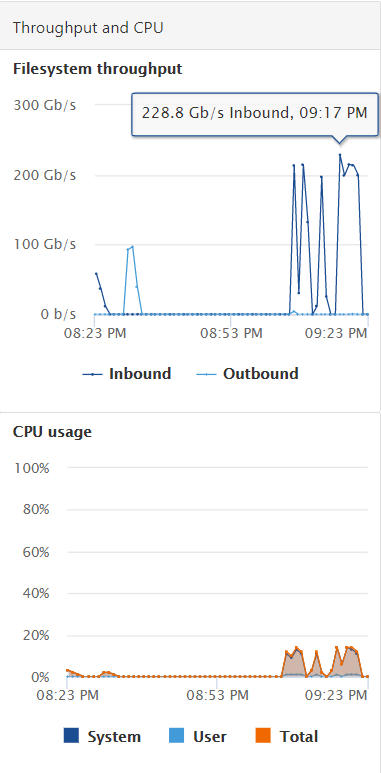 Throughput and CPU
Filesystem throughput
300 Gb/s
228.8 Gb/s Inbound, 09:17 PM
200 Gb/s
100 Gb/s
0 b/s
08:23 PM 08:53 PM 09:23 PM
Inbound Outbound
CPU usage
100%
80%
60%
40%
20%
0%
08:23 PM 08:53 PM 09:23 PM
System User Total